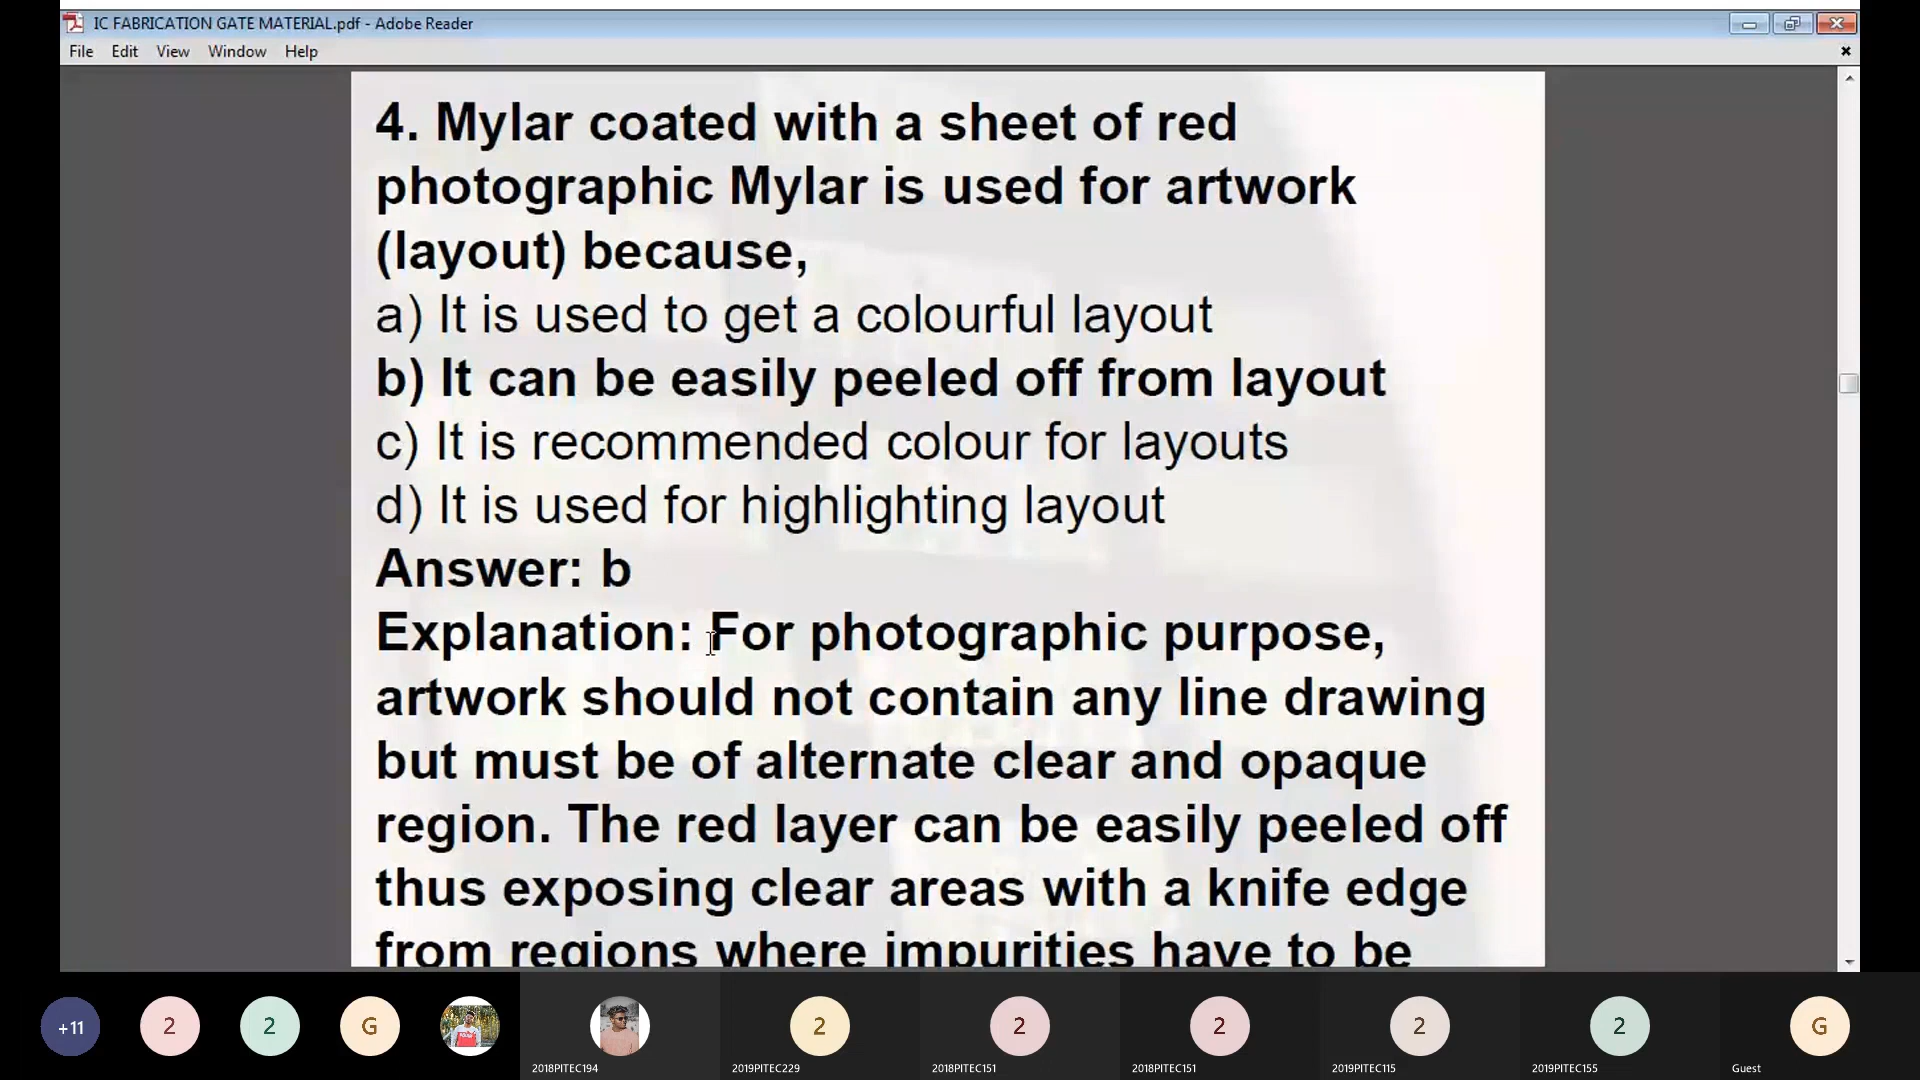 IC FABRICATION GATE MATERIAL.pdf - Adobe Reader
File Edit View Window Help
4. Mylar coated with a sheet of red
photographic Mylar is used for artwork
(layout) because,
a) It is used to get a colourful layout
b) It can be easily peeled off from layout
c) It is recommended colour for layouts
d) It is used for highlighting layout
Answer: b
Explanation: For photographic purpose,
artwork should not contain any line drawing
but must be of alternate clear and opaque
region. The red layer can be easily peeled off
thus exposing clear areas with a knife edge
from regions where impurities have to be
+11 2 2 G 2 2 2 2 2 G
2018PITEC194 2019PITEC229 2018PITEC151 2018PITEC151 2019PITEC115 2019PITEC155 Guest